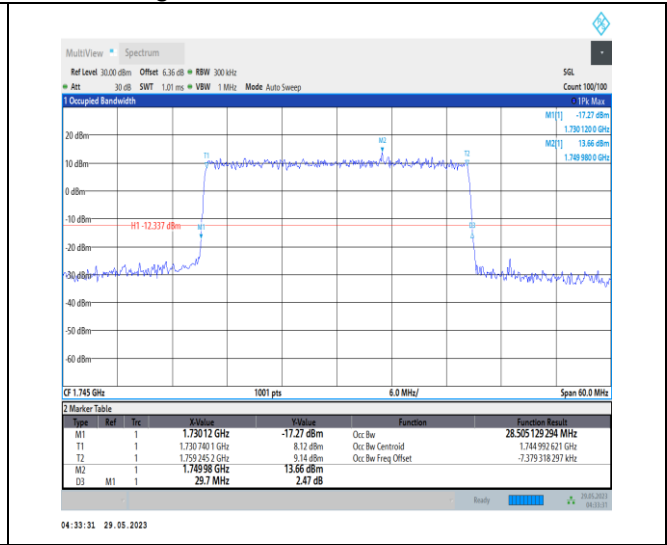 MultiView Spectrum
Ref Level 30.00 dBm Offset 6.36 dB RBW 300 kHz SGL
Att 30 dB SWT 1.01 ms VBW 1 MHz Mode Auto Sweep Count 100/100
1 Occupied Bandwidth 1Pk Max
M1[1] -17.27 dBm
1.730 120 0 GHz
M2[1] 13.66 dBm
1.749 980 0 GHz
20 dBm
M2
T1
T2
10 dBm
0 dBm
-10 dBm
H1 -12.337 dBm
M1
D3
-20 dBm
-30 dBm
-40 dBm
-50 dBm
-60 dBm
CF 1.745 GHz 1001 pts 6.0 MHz/ Span 60.0 MHz
2 Marker Table
Type Ref Trc X-Value Y-Value Function Function Result
M1 1 1.73012 GHz -17.27 dBm Occ Bw 28.505 129 294 MHz
T1 1 1.730 740 1 GHz 8.12 dBm Occ Bw Centroid 1.744 992 621 GHz
T2 1 1.759 245 2 GHz 9.14 dBm Occ Bw Freq Offset -7.379 318 297 kHz
M2 1 1.74998 GHz 13.66 dBm
D3 M1 1 29.7 MHz 2.47 dB
Ready 29.05.2023
04:33:31
04:33:31 29.05.2023